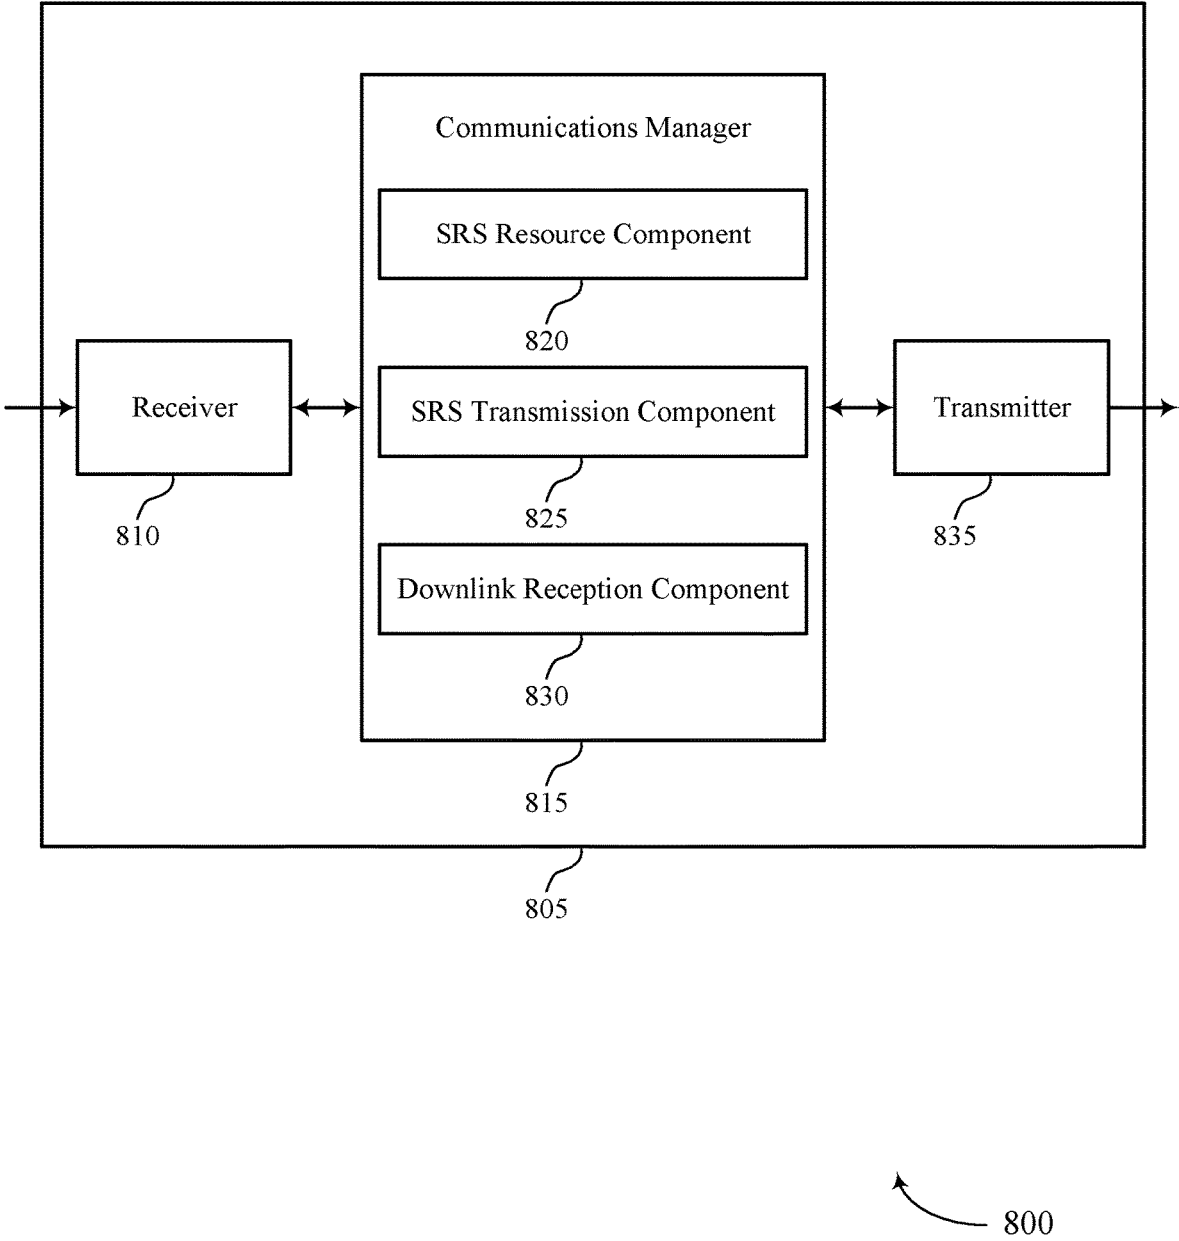 Communications Manager
SRS Resource Component
820
Receiver
810
SRS Transmission Component
825
Transmitter
835
Downlink Reception Component
830
815
805
800